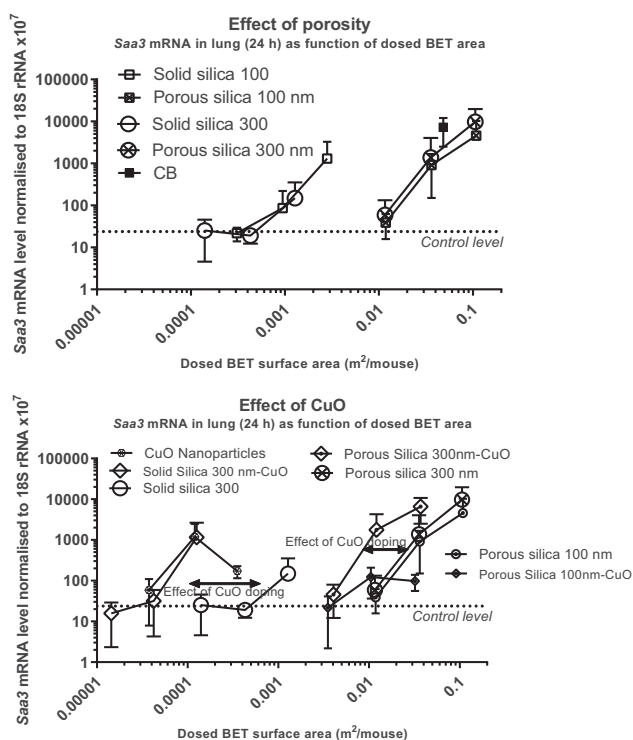 Effect of porosity
Saa3 mRNA in lung (24 h) as function of dosed BET area
Saa3 mRNA level normalised to 18S rRNA x10⁷
100000
10000
1000
100
10
1
Solid silica 100
Porous silica 100 nm
Solid silica 300
Porous silica 300 nm
CB
Control level
0.00001
0.0001
0.001
0.01
0.1
Dosed BET surface area (m²/mouse)
Effect of CuO
Saa3 mRNA in lung (24 h) as function of dosed BET area
Saa3 mRNA level normalised to 18S rRNA x10⁷
CuO Nanoparticles
Solid Silica 300 nm-CuO
Solid silica 300
Porous Silica 300nm-CuO
Porous silica 300 nm
100000
10000
1000
100
10
1
Effect of CuO doping
Effect of CuO doping
Porous silica 100 nm
Porous Silica 100nm-CuO
Control level
0.00001
0.0001
0.001
0.01
0.1
Dosed BET surface area (m²/mouse)